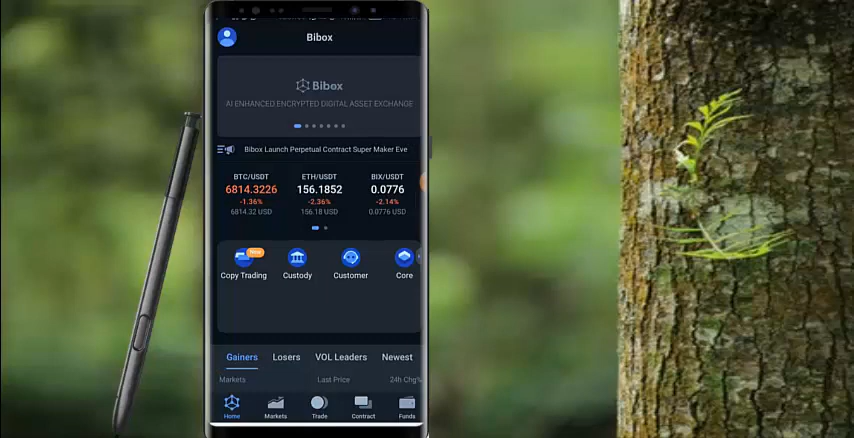 Bibox
Bibox
AI ENHANCED,ENCRYPTED DIGITAL ASSET EXCHANGE
Bibox Launch Perpetual Contract Super Maker Eve
BTC/USDT ETH/USDT BIX/USDT
6814.3226 156.1852 0.0776
-1.36% -2.36% -2.14%
6814.32 USD 156.18 USD 0.0776 USD
New
Copy Trading Custody Customer Core
Gainers Losers VOL Leaders Newest
Markets Last Price 24h Chg%
Home Markets Trade Contract Funds